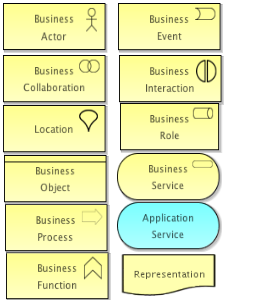 Business
Actor
Business
Event
Business
Collaboration
Business
Interaction
Location
Business
Role
Business
Object
Business
Service
Business
Process
Application
Service
Business
Function
Representation